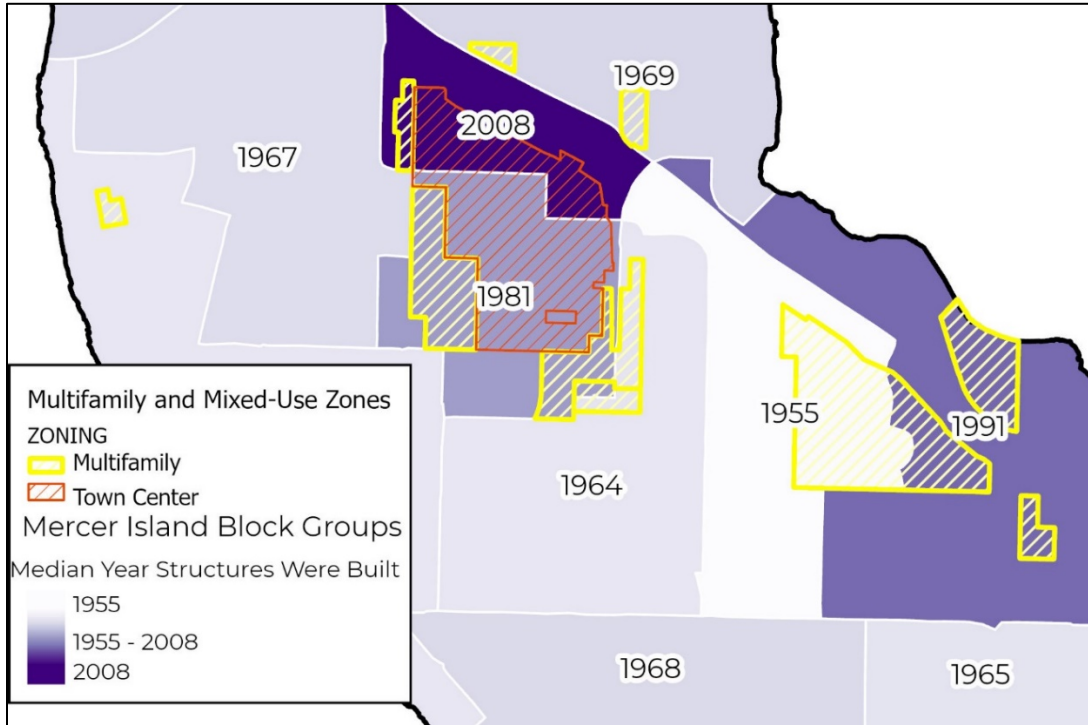 1969
2008
1967
1981
1955
1991
1964
1968
1965
Multifamily and Mixed-Use Zones
ZONING
Multifamily
Town Center
Mercer Island Block Groups
Median Year Structures Were Built
1955
1955 - 2008
2008